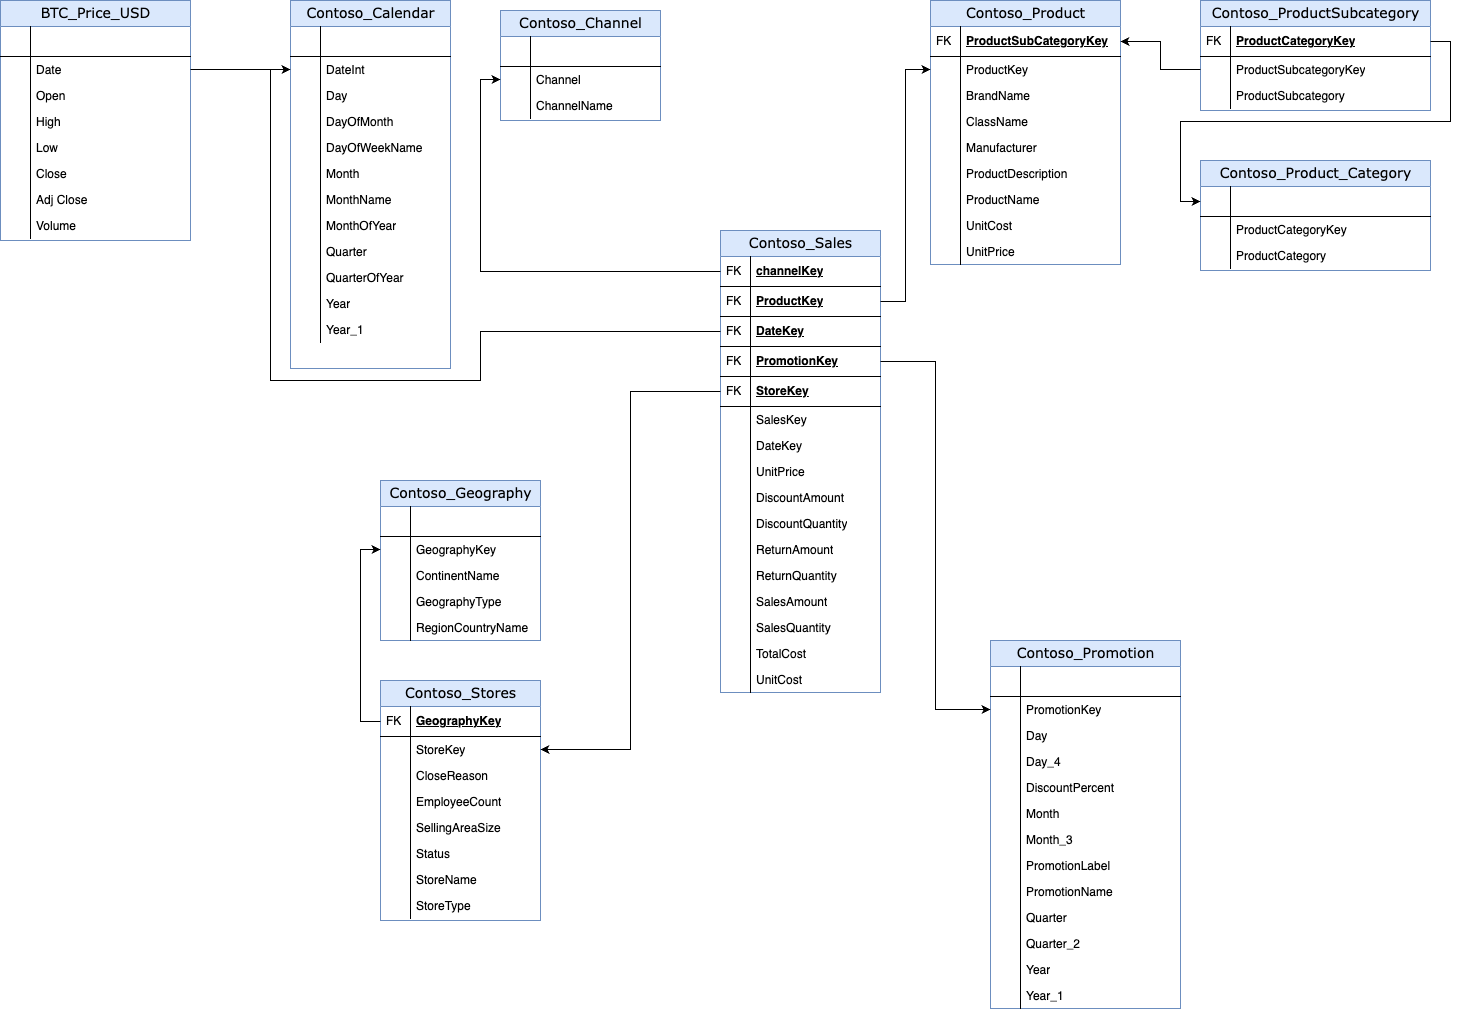 BTC_Price_USD
Date
Open
High
Low
Close
Adj Close
Volume
Contoso_Calendar
DateInt
Day
DayOfMonth
DayOfWeekName
Month
MonthName
MonthOfYear
Quarter
QuarterOfYear
Year
Year_1
Contoso_Channel
Channel
ChannelName
Contoso_Product
FK ProductSubCategoryKey
ProductKey
BrandName
ClassName
Manufacturer
ProductDescription
ProductName
UnitCost
UnitPrice
Contoso_ProductSubcategory
FK ProductCategoryKey
ProductSubcategoryKey
ProductSubcategory
Contoso_Product_Category
ProductCategoryKey
ProductCategory
Contoso_Sales
FK channelKey
FK ProductKey
FK DateKey
FK PromotionKey
FK StoreKey
SalesKey
DateKey
UnitPrice
DiscountAmount
DiscountQuantity
ReturnAmount
ReturnQuantity
SalesAmount
SalesQuantity
TotalCost
UnitCost
Contoso_Geography
GeographyKey
ContinentName
GeographyType
RegionCountryName
Contoso_Stores
FK GeographyKey
StoreKey
CloseReason
EmployeeCount
SellingAreaSize
Status
StoreName
StoreType
Contoso_Promotion
PromotionKey
Day
Day_4
DiscountPercent
Month
Month_3
PromotionLabel
PromotionName
Quarter
Quarter_2
Year
Year_1